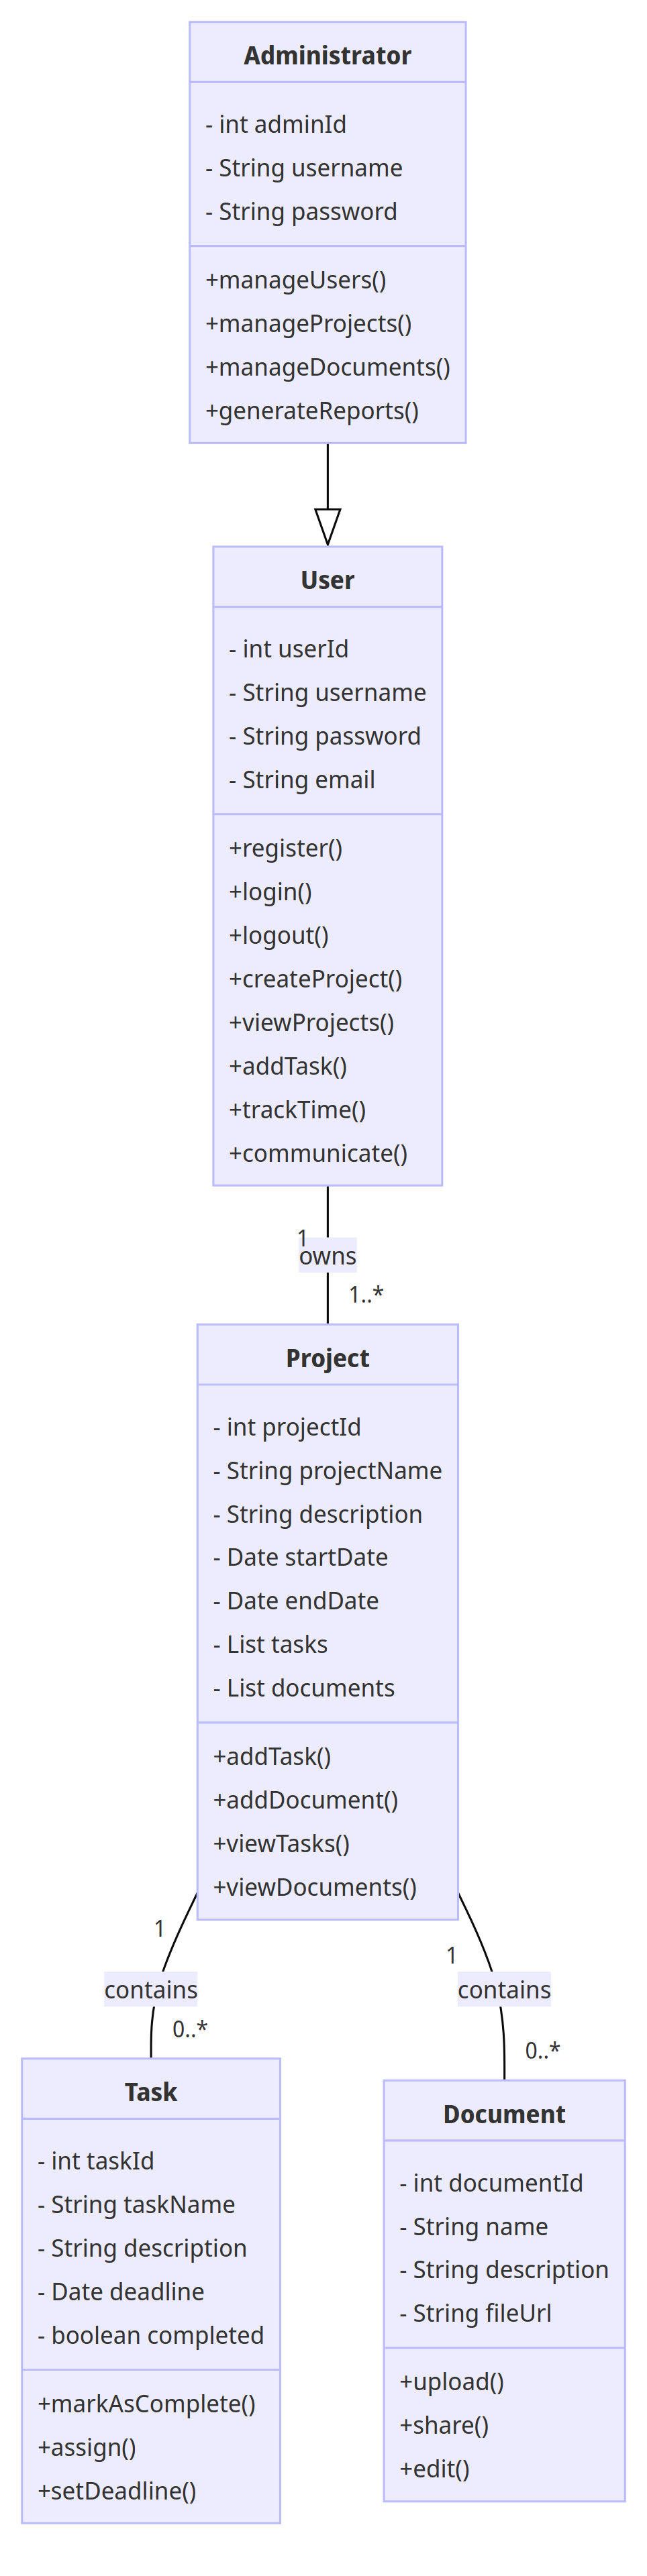 Administrator
- int adminId
- String username
- String password
+manageUsers()
+manageProjects()
+manageDocuments()
+generateReports()
User
- int userId
- String username
- String password
- String email
+register()
+login()
+logout()
+createProject()
+viewProjects()
+addTask()
+trackTime()
+communicate()
1
owns
1..*
Project
- int projectId
- String projectName
- String description
- Date startDate
- Date endDate
- List tasks
- List documents
+addTask()
+addDocument()
+viewTasks()
+viewDocuments()
1
contains
0..*
1
contains
0..*
Task
- int taskId
- String taskName
- String description
- Date deadline
- boolean completed
+markAsComplete()
+assign()
+setDeadline()
Document
- int documentId
- String name
- String description
- String fileUrl
+upload()
+share()
+edit()